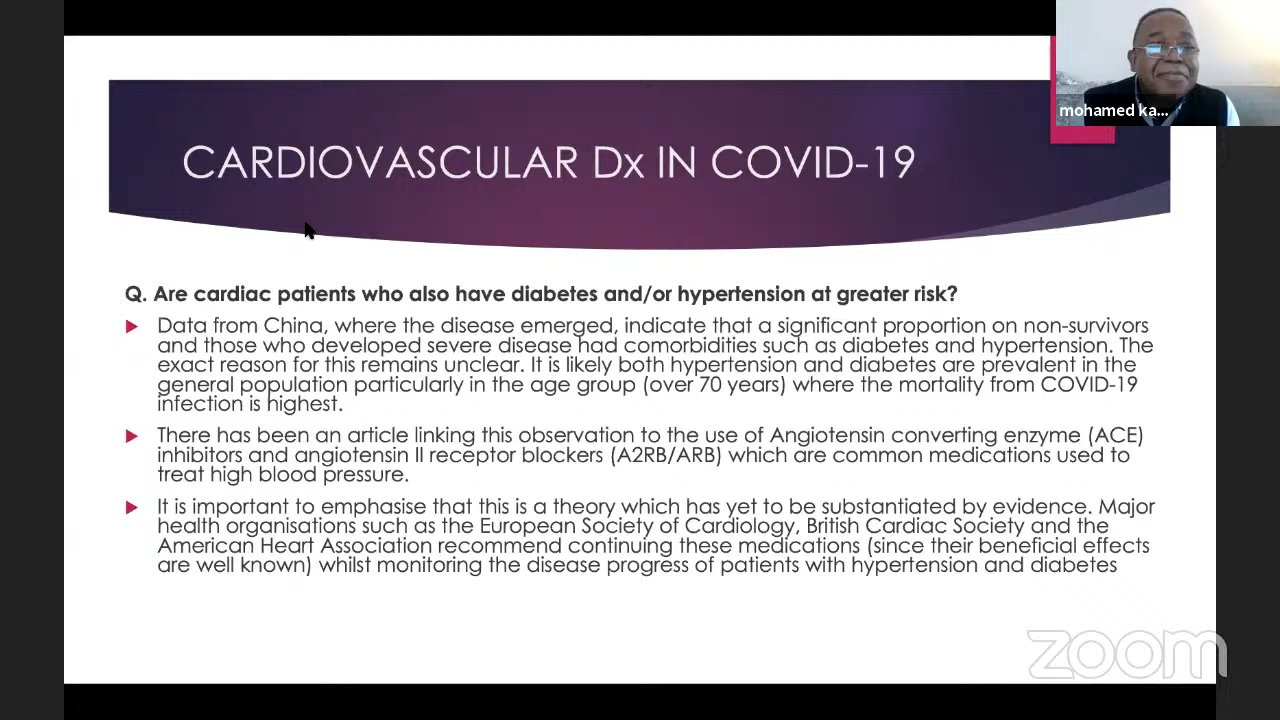 mohamed ka...
CARDIOVASCULAR Dx IN COVID-19
Q. Are cardiac patients who also have diabetes and/or hypertension at greater risk?
Data from China, where the disease emerged, indicate that a significant proportion on non-survivors
and those who developed severe disease had comorbidities such as diabetes and hypertension. The
exact reason for this remains unclear. It is likely both hypertension and diabetes are prevalent in the
general population particularly in the age group (over 70 years) where the mortality from COVID-19
infection is highest.
There has been an article linking this observation to the use of Angiotensin converting enzyme (ACE)
inhibitors and angiotensin II receptor blockers (A2RB/ARB) which are common medications used to
treat high blood pressure.
It is important to emphasise that this is a theory which has yet to be substantiated by evidence. Major
health organisations such as the European Society of Cardiology, British Cardiac Society and the
American Heart Association recommend continuing these medications (since their beneficial effects
are well known) whilst monitoring the disease progress of patients with hypertension and diabetes
zoom